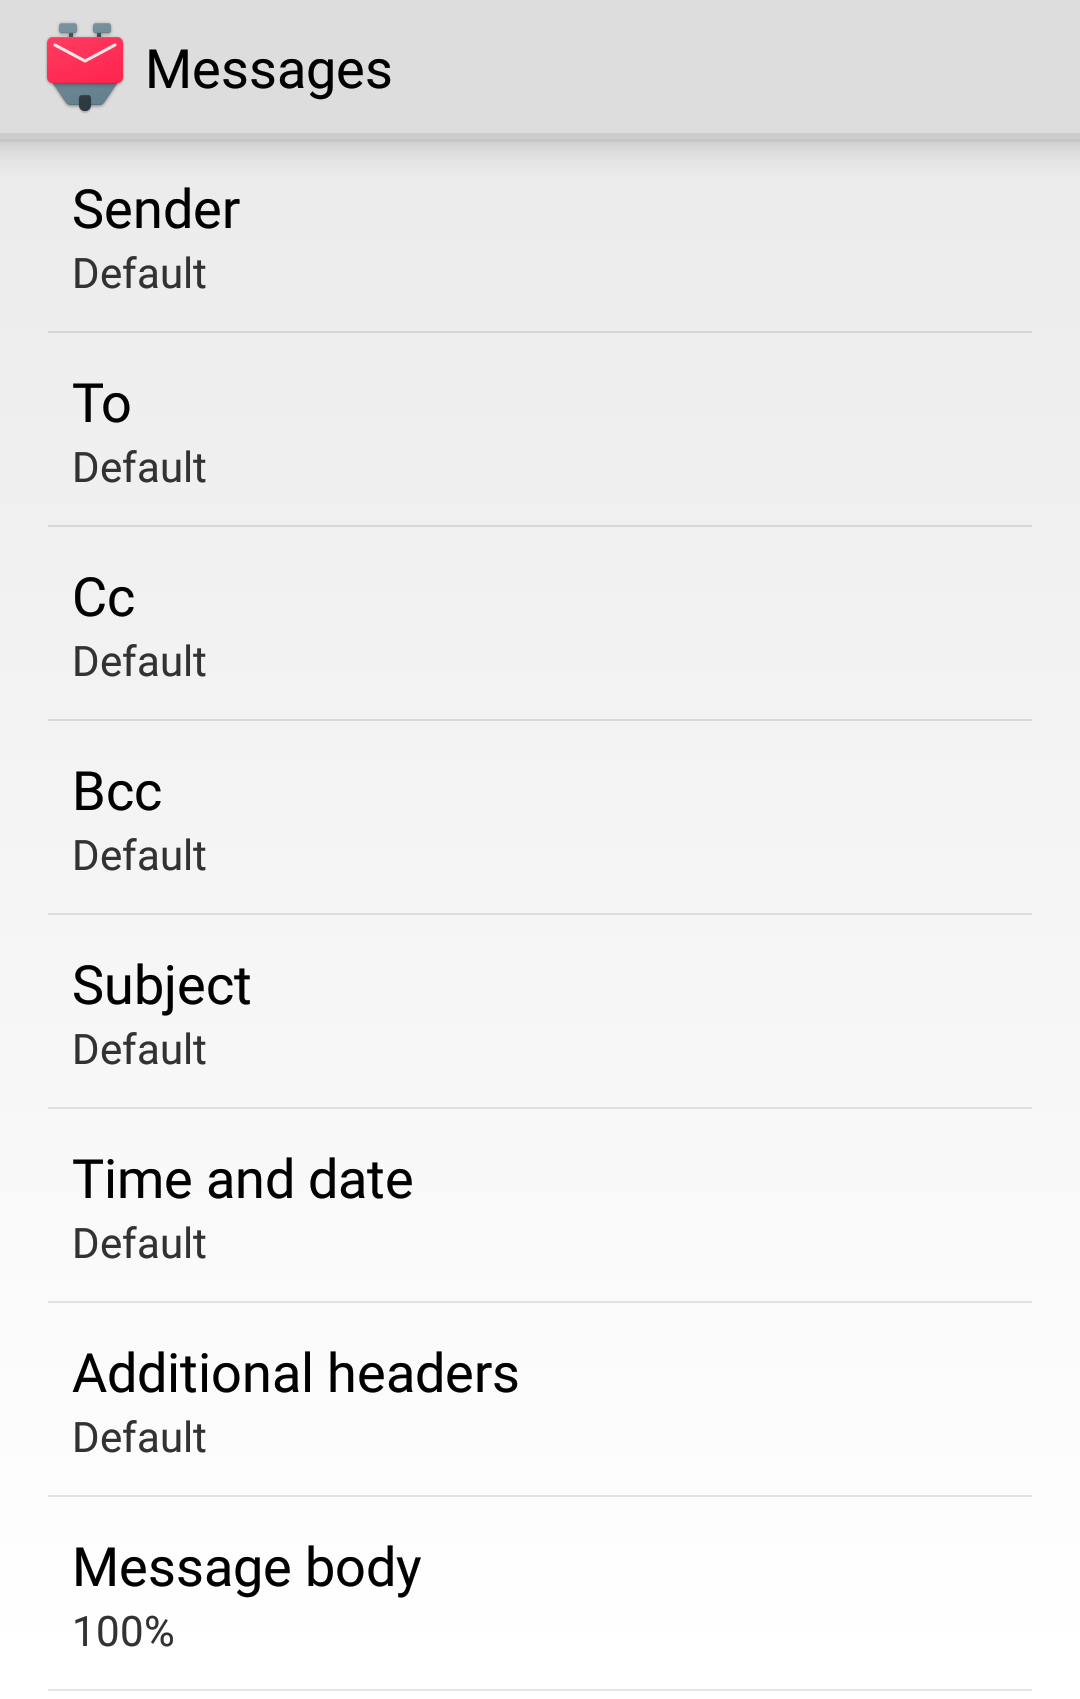 Messages
Sender
Default
To
Default
Cc
Default
Bcc
Default
Subject
Default
Time and date
Default
Additional headers
Default
Message body
100%